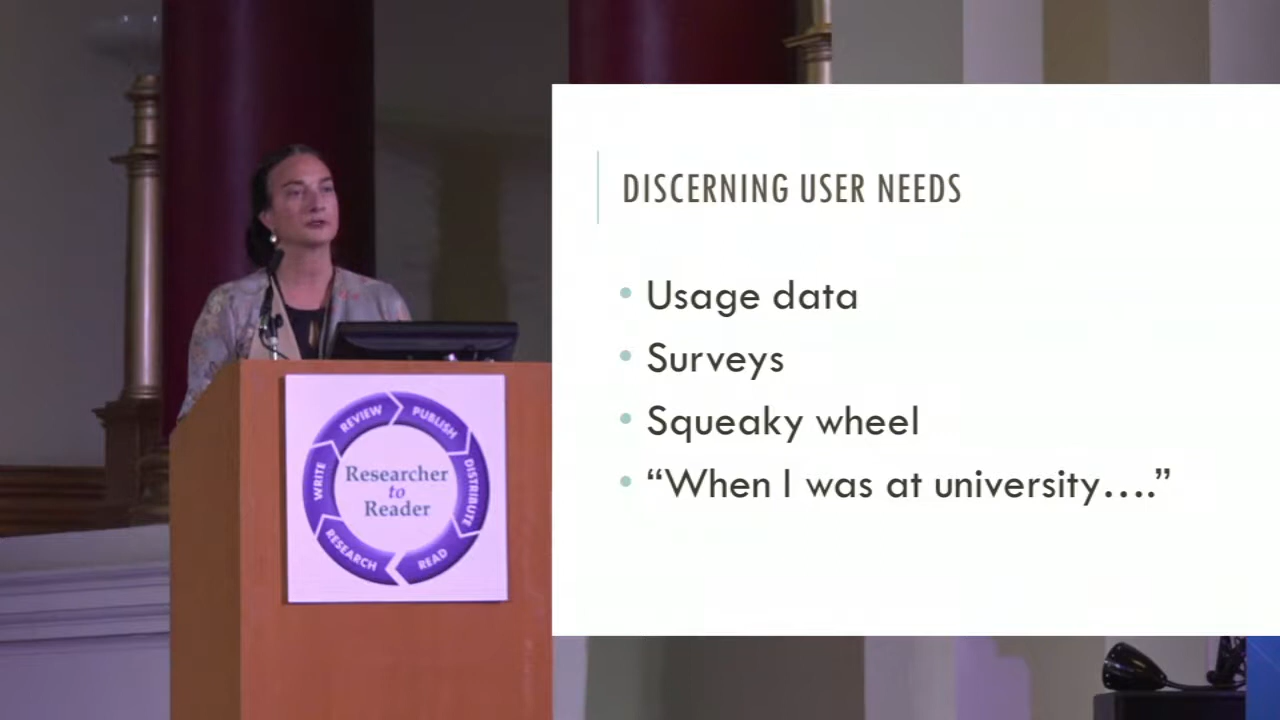 DISCERNING USER NEEDS
• Usage data
• Surveys
• Squeaky wheel
• “When I was at university....”
REVIEW
PUBLISH
DISTRIBUTE
READ
RESEARCH
WRITE
Researcher
to
Reader